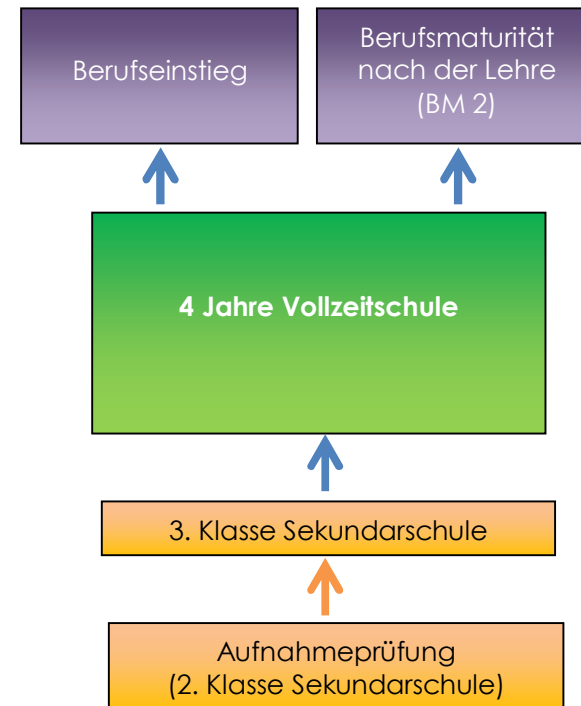 Berufseinstieg
Berufsmaturität
nach der Lehre
(BM 2)
4 Jahre Vollzeitschule
3. Klasse Sekundarschule
Aufnahmeprüfung
(2. Klasse Sekundarschule)